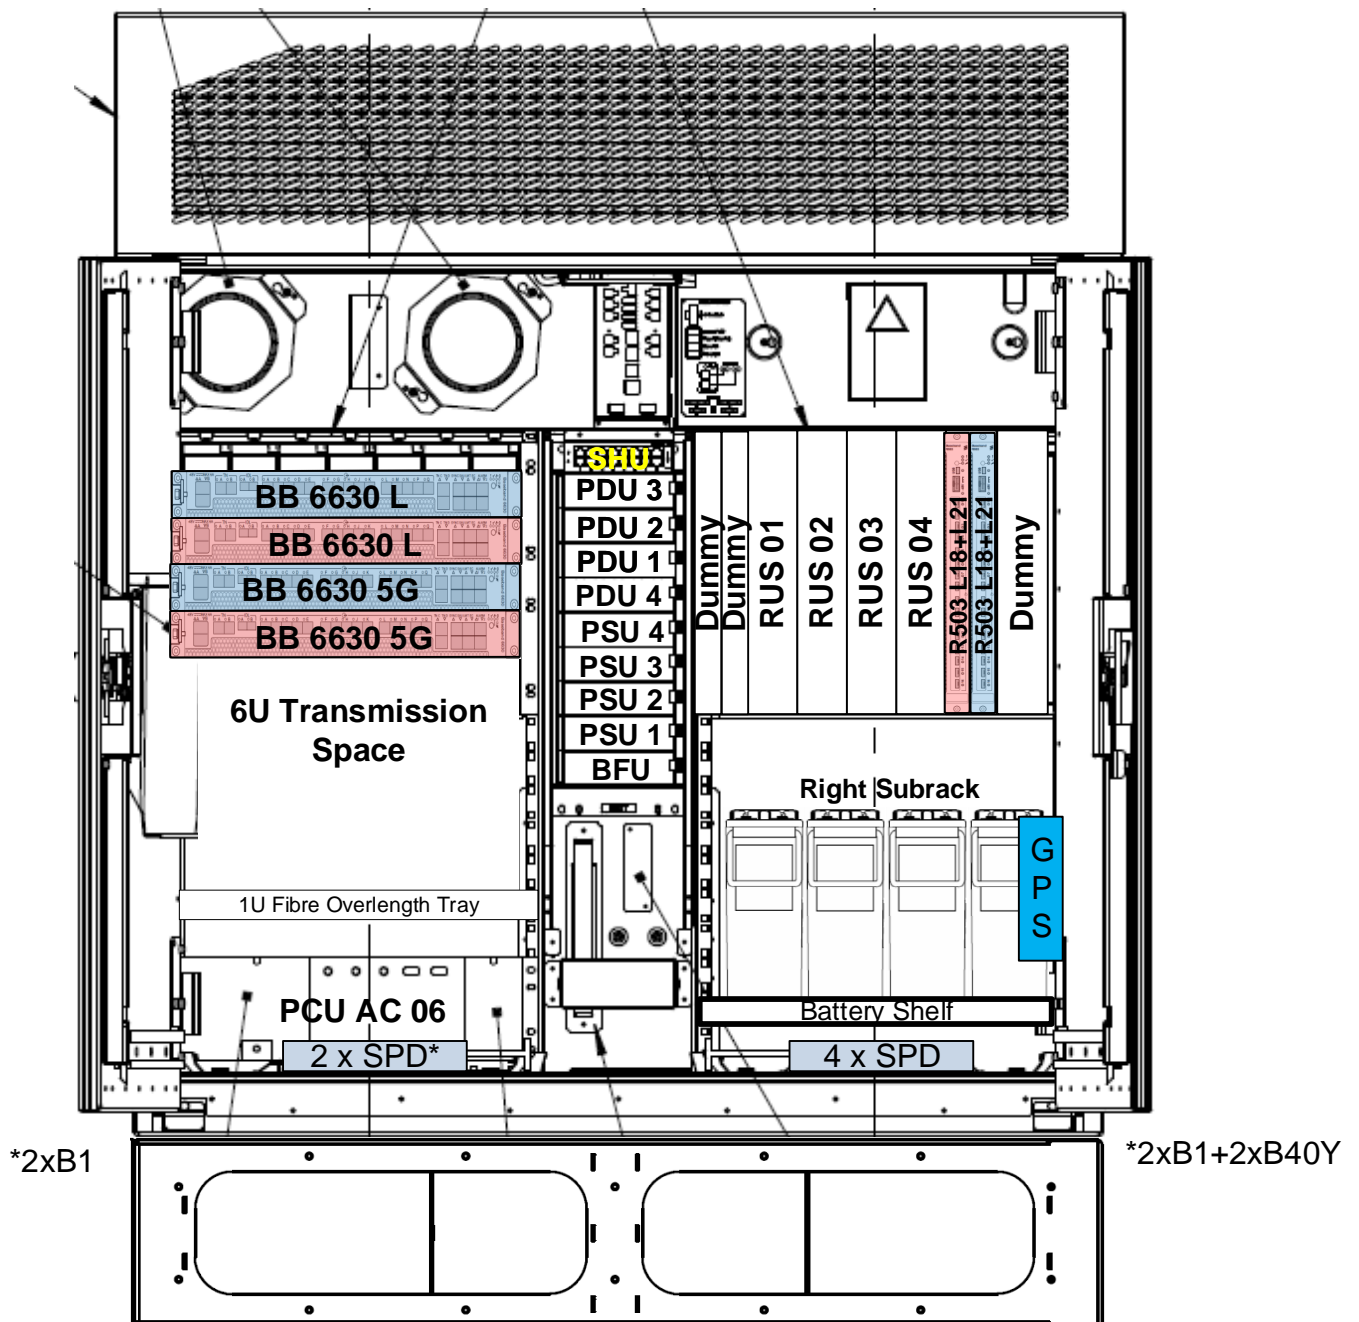 SHU
BB 6630 L
BB 6630 L
BB 6630 5G
BB 6630 5G
6U Transmission
Space
1U Fibre Overlength Tray
PCU AC 06
2 x SPD*
PDU 3
PDU 2
PDU 1
PDU 4
PSU 4
PSU 3
PSU 2
PSU 1
BFU
Dummy
Dummy
RUS 01
RUS 02
RUS 03
RUS 04
R503 L18+L21
R503 L18+L21
Dummy
Right Subrack
G
P
S
Battery Shelf
4 x SPD
*2xB1
*2xB1+2xB40Y